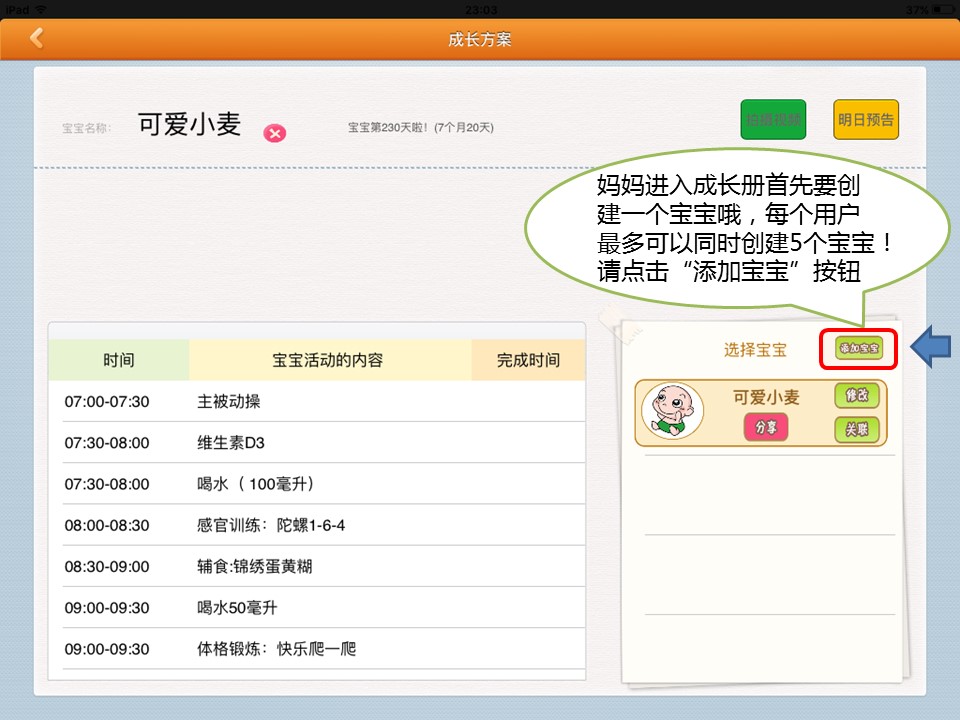 iPad
23:03
37%
成长方案
宝宝名称：
可爱小麦
宝宝第230天啦！(7个月20天)
拍摄视频
明日预告
妈妈进入成长册首先要创
建一个宝宝哦，每个用户
最多可以同时创建5个宝宝！
请点击“添加宝宝”按钮
选择宝宝
添加宝宝
可爱小麦
修改
分享
关联
时间 宝宝活动的内容 完成时间
07:00-07:30 主被动操
07:30-08:00 维生素D3
07:30-08:00 喝水（ 100毫升）
08:00-08:30 感官训练：陀螺1-6-4
08:30-09:00 辅食:锦绣蛋黄糊
09:00-09:30 喝水50毫升
09:00-09:30 体格锻炼：快乐爬一爬